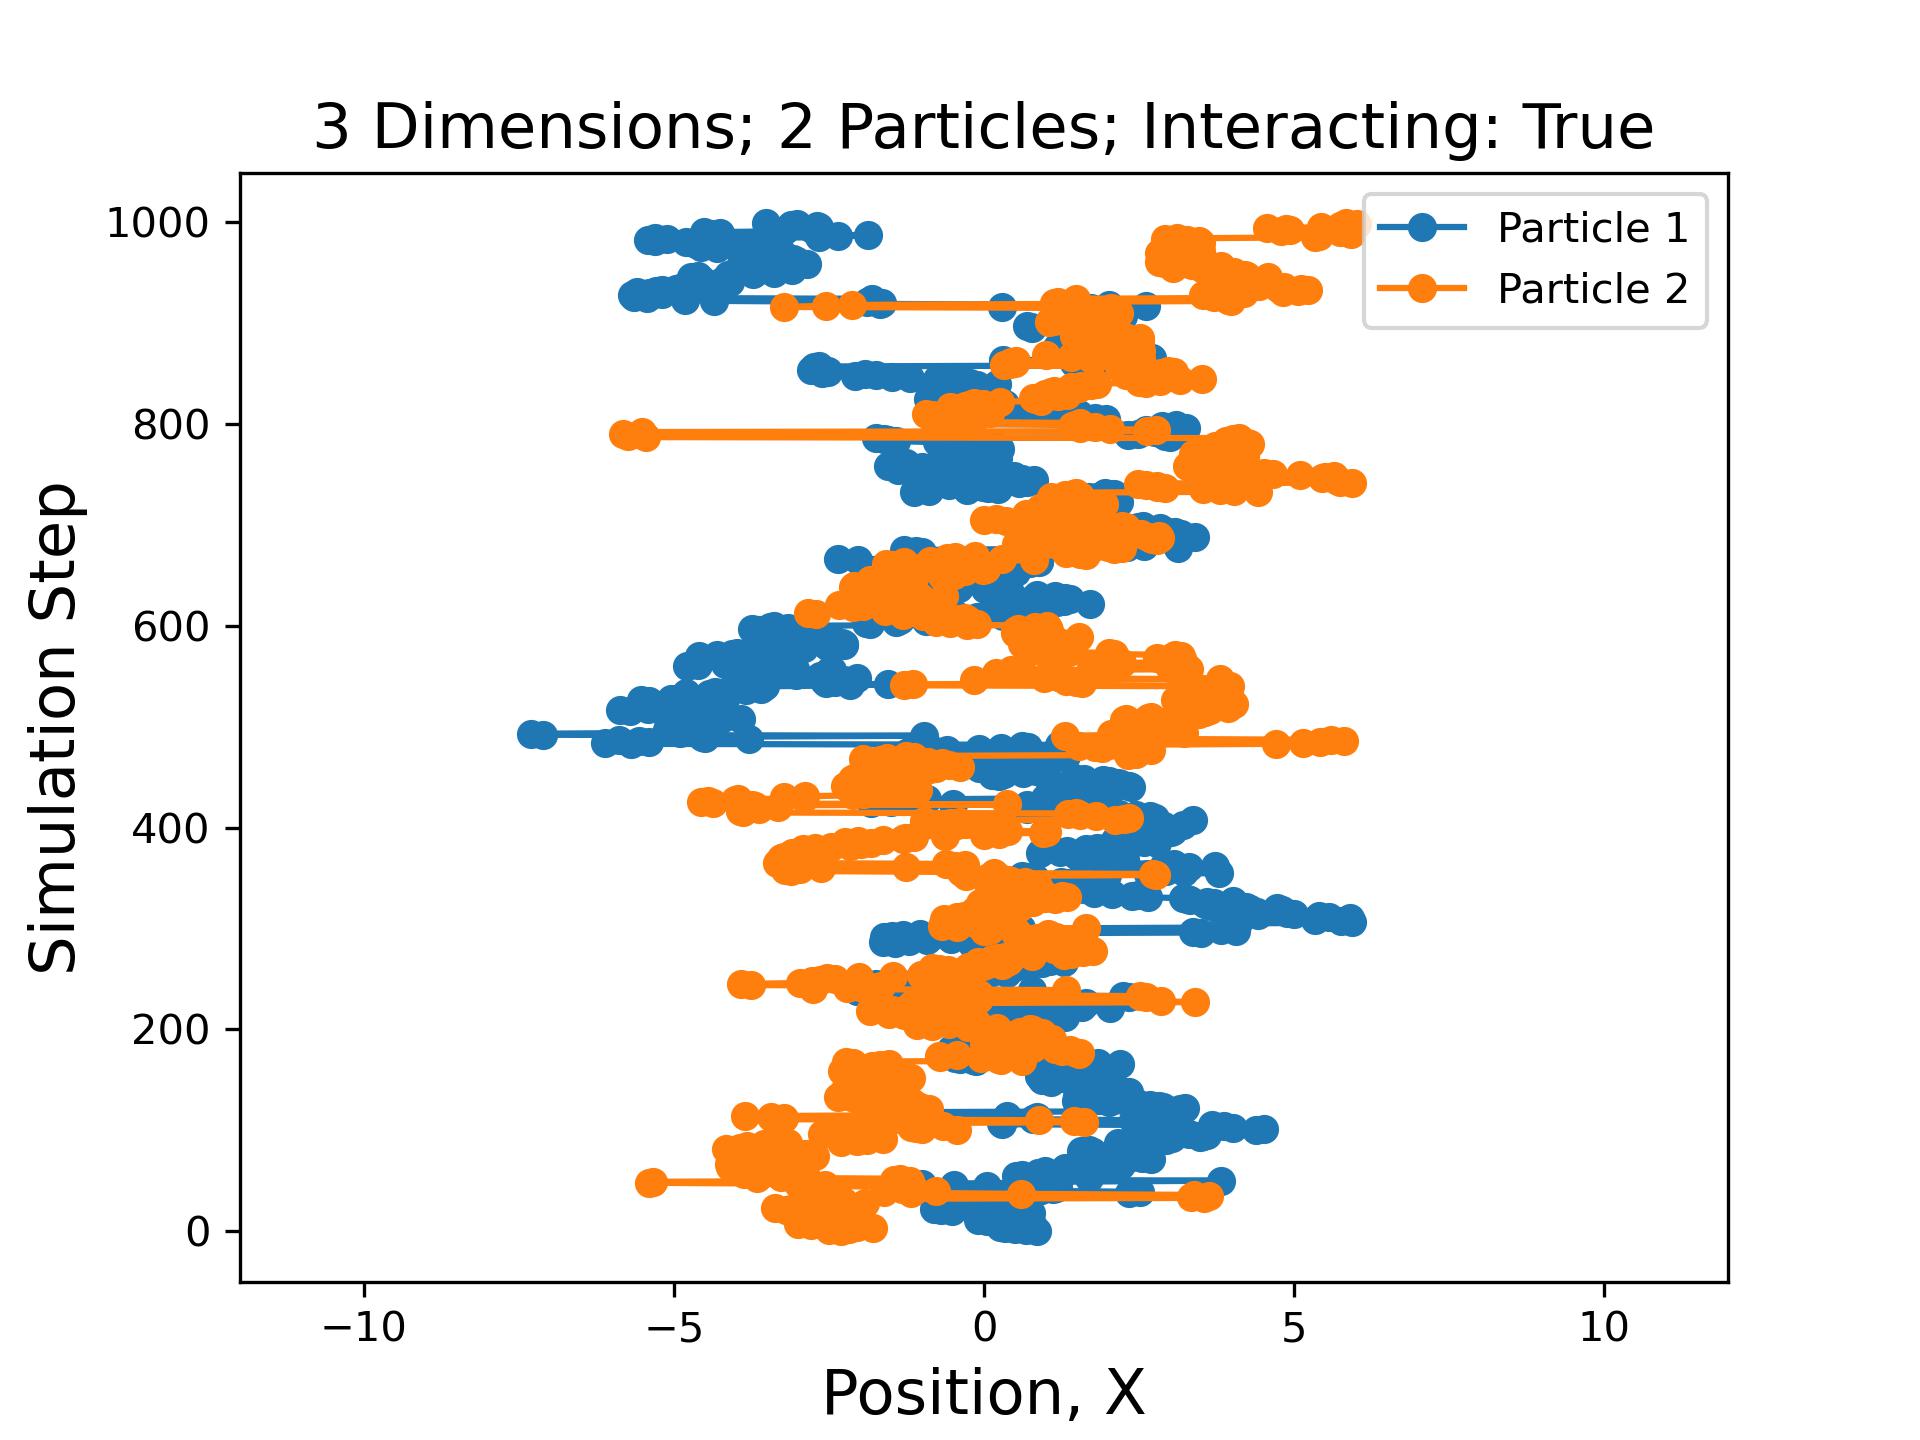 3 Dimensions; 2 Particles; Interacting: True
Particle 1
Particle 2
Simulation Step
1000
800
600
400
200
0
−10
−5
0
5
10
Position, X